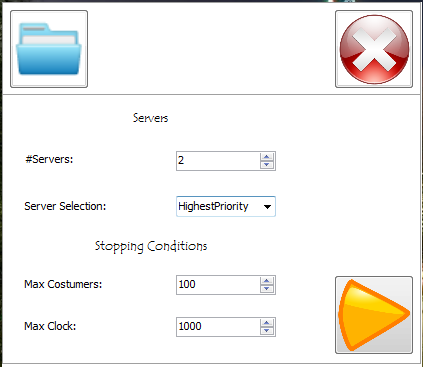 Servers
#Servers: 2
Server Selection: HighestPriority
Stopping Conditions
Max Costumers: 100
Max Clock: 1000